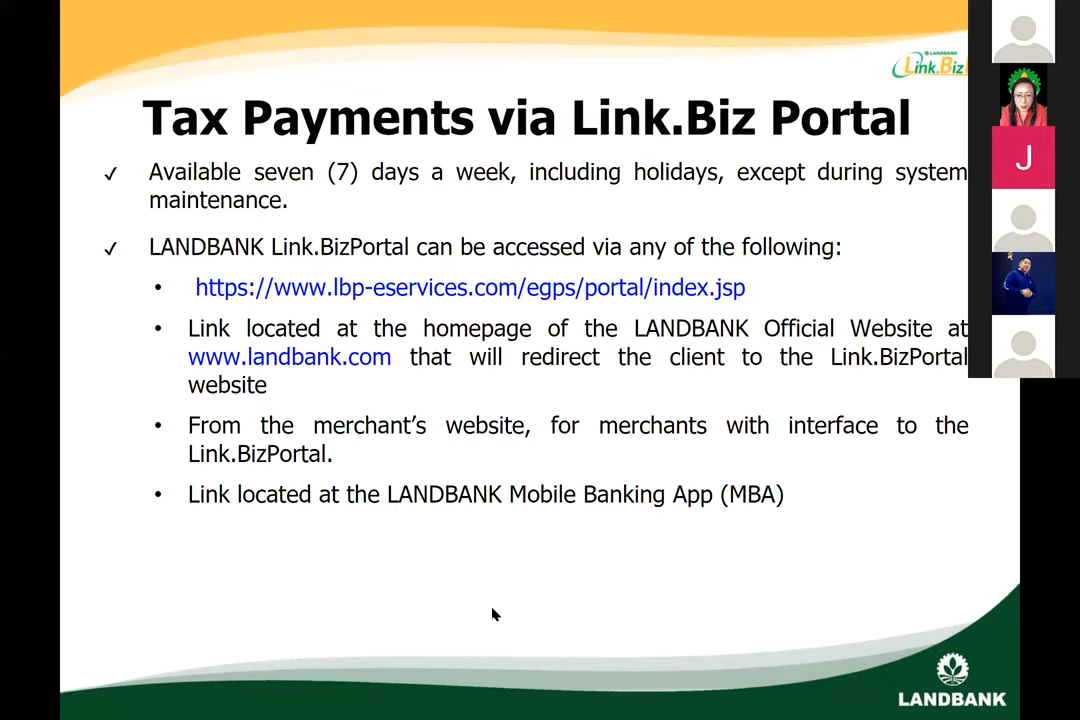 LANDBANK
Link.Biz
Tax Payments via Link.Biz Portal
✓ Available seven (7) days a week, including holidays, except during system
maintenance.
✓ LANDBANK Link.BizPortal can be accessed via any of the following:
• https://www.lbp-eservices.com/egps/portal/index.jsp
• Link located at the homepage of the LANDBANK Official Website at
www.landbank.com that will redirect the client to the Link.BizPortal
website
• From the merchant’s website, for merchants with interface to the
Link.BizPortal.
• Link located at the LANDBANK Mobile Banking App (MBA)
J
LANDBANK